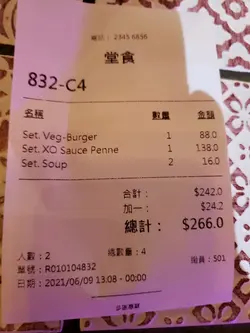 電話： 2345 6836
堂食
832-C4
名稱 數量 金額
Set. Veg-Burger 1 88.0
Set. XO Sauce Penne 1 138.0
Set. Soup 2 16.0
合計： $242.0
加一： $24.2
總計： $266.0
人數：2 總數量：4
單號：R010104832 501
日期：2021/06/09 13:08 - 00:00